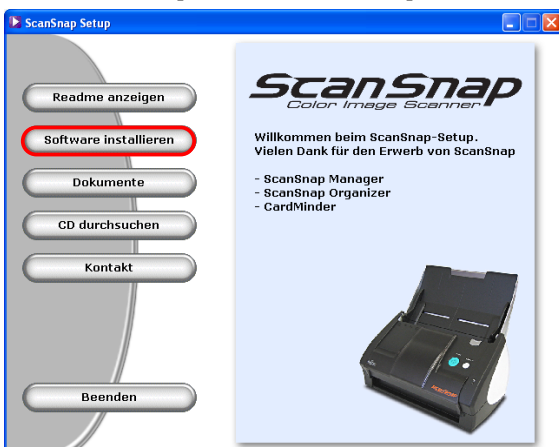 ScanSnap Setup
Readme anzeigen
Software installieren
Dokumente
CD durchsuchen
Kontakt
Beenden
ScanSnap
Color Image Scanner
Willkommen beim ScanSnap-Setup.
Vielen Dank für den Erwerb von ScanSnap
- ScanSnap Manager
- ScanSnap Organizer
- CardMinder